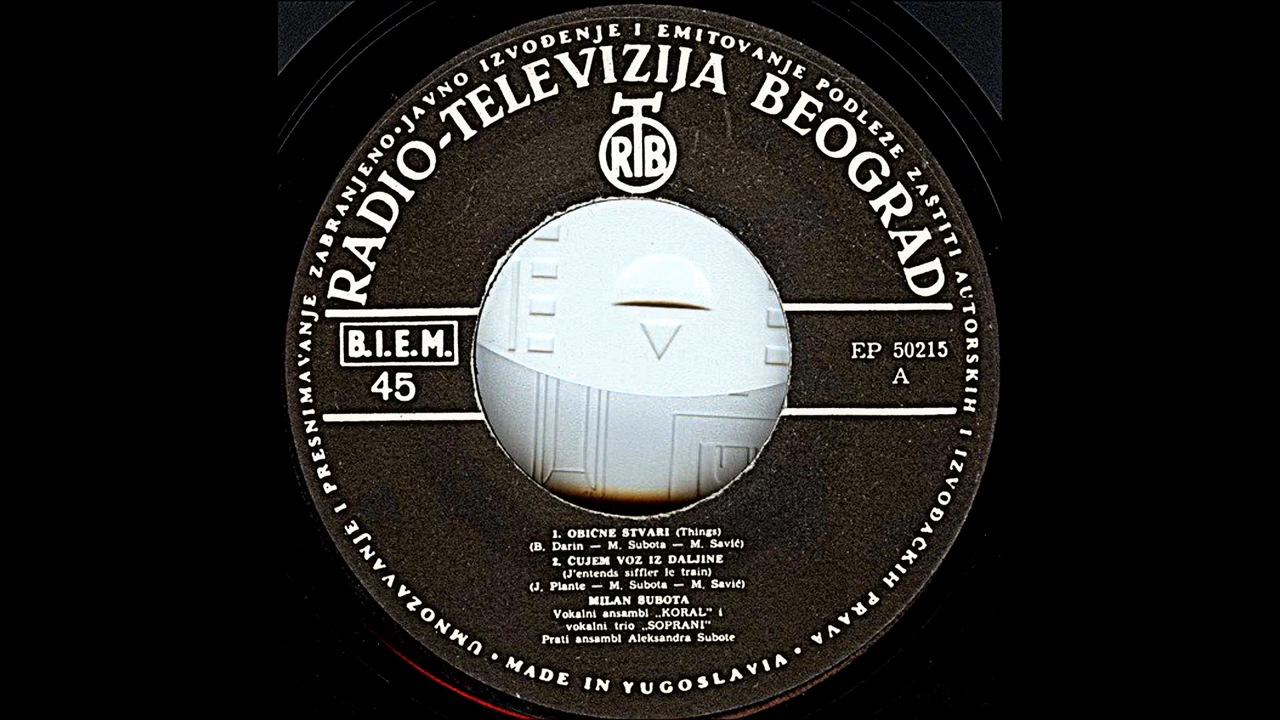 UMNOZAVANJE I PRESNIMAVANJE ZABRANJENO • JAVNO IZVOĐENJE I EMITOVANJE PODLEZE ZAŠTITI AUTORSKIH I IZVOĐAČKIH PRAVA • MADE IN YUGOSLAVIA •
RADIO-TELEVIZIJA BEOGRAD
RTB
B.I.E.M.
45
EP 50215
A
1. OBIČNE STVARI (Things)
(B. Darin — M. Subota — M. Savić)
2. ČUJEM VOZ IZ DALJINE
(J'entends siffler le train)
(J. Plante — M. Subota — M. Savić)
MILAN SUBOTA
Vokalni ansambl „KORAL" i
vokalni trio „SOPRANI"
Prati ansambl Aleksandra Subote